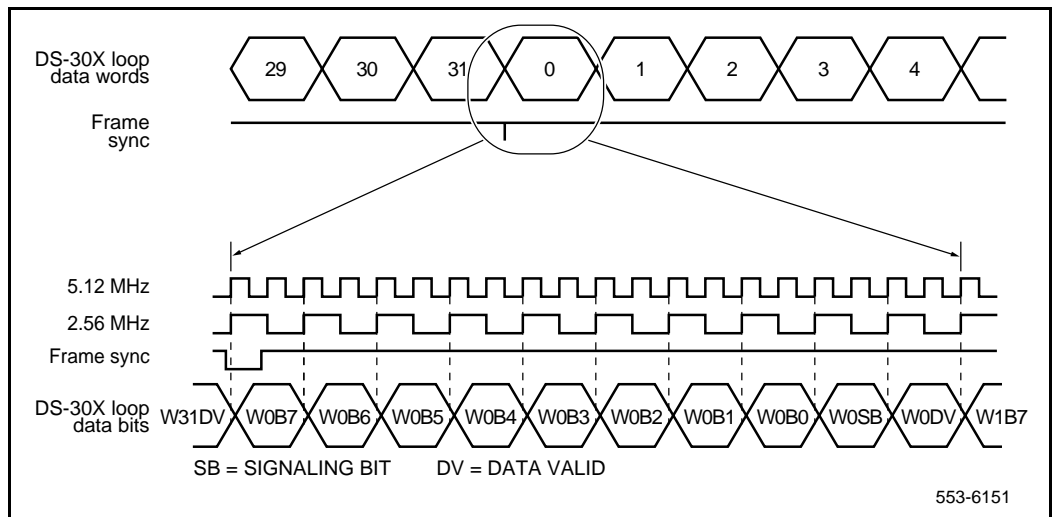 DS-30X loop
data words
29 30 31 0 1 2 3 4
Frame
sync
5.12 MHz
2.56 MHz
Frame sync
DS-30X loop
data bits
W31DV W0B7 W0B6 W0B5 W0B4 W0B3 W0B2 W0B1 W0B0 W0SB W0DV W1B7
SB = SIGNALING BIT DV = DATA VALID
553-6151